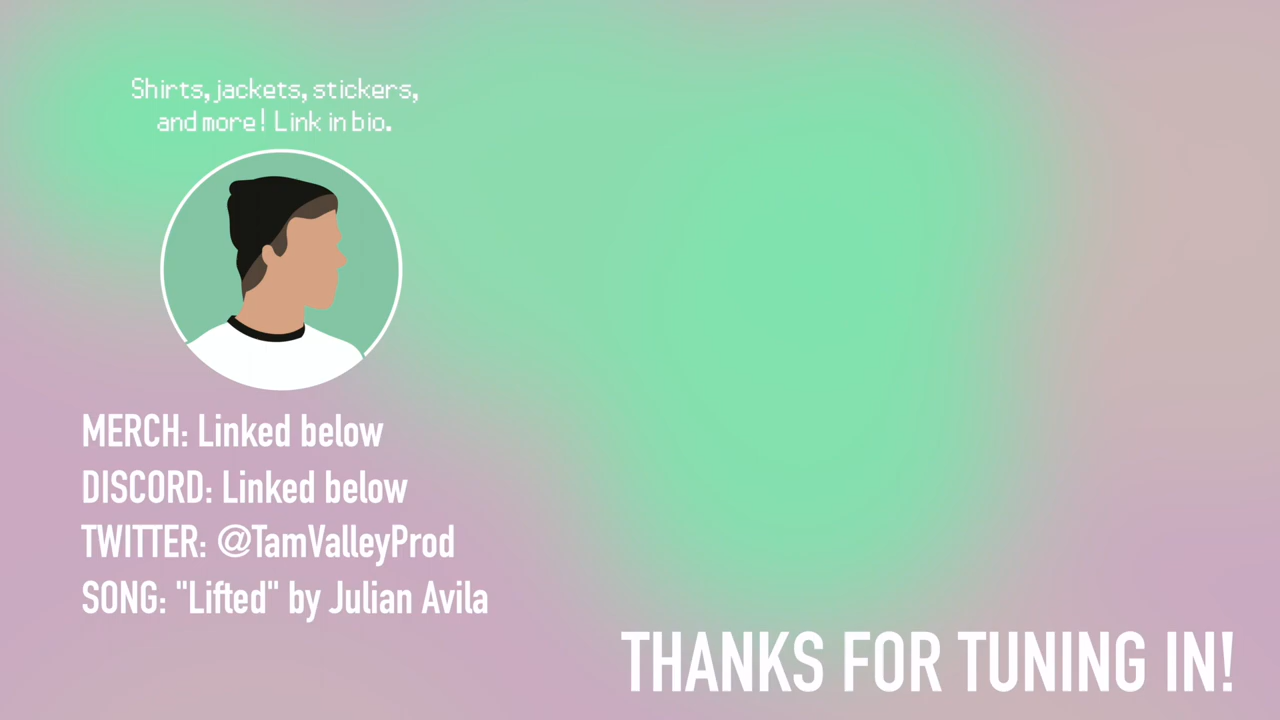 Shirts, jackets, stickers,
and more! Link in bio.
MERCH: Linked below
DISCORD: Linked below
TWITTER: @TamValleyProd
SONG: "Lifted" by Julian Avila
THANKS FOR TUNING IN!